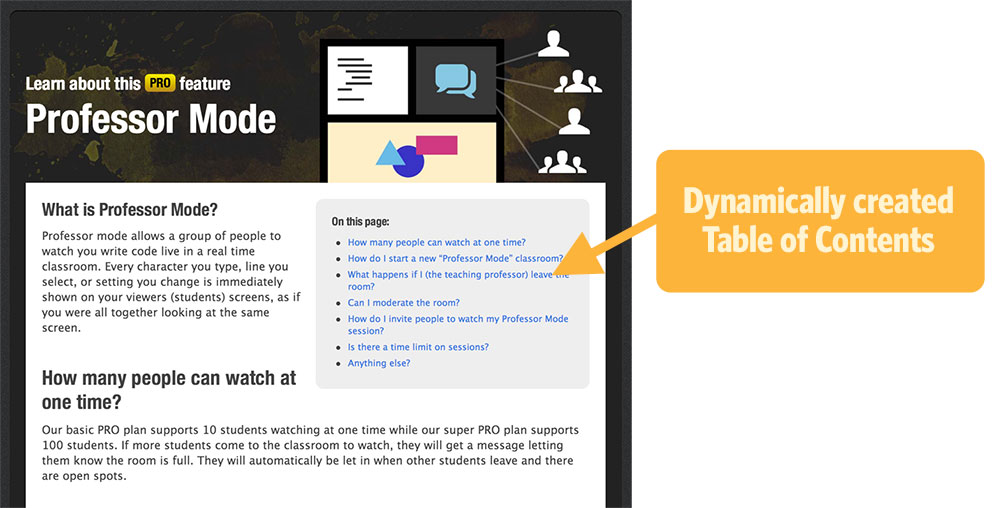 Learn about this PRO feature
Professor Mode
What is Professor Mode?
Professor mode allows a group of people to
watch you write code live in a real time
classroom. Every character you type, line you
select, or setting you change is immediately
shown on your viewers (students) screens, as if
you were all together looking at the same
screen.
On this page:
How many people can watch at one time?
How do I start a new “Professor Mode” classroom?
What happens if I (the teaching professor) leave the
room?
Can I moderate the room?
How do I invite people to watch my Professor Mode
session?
Is there a time limit on sessions?
Anything else?
Dynamically created
Table of Contents
How many people can watch at
one time?
Our basic PRO plan supports 10 students watching at one time while our super PRO plan supports
100 students. If more students come to the classroom to watch, they will get a message letting
them know the room is full. They will automatically be let in when other students leave and there
are open spots.